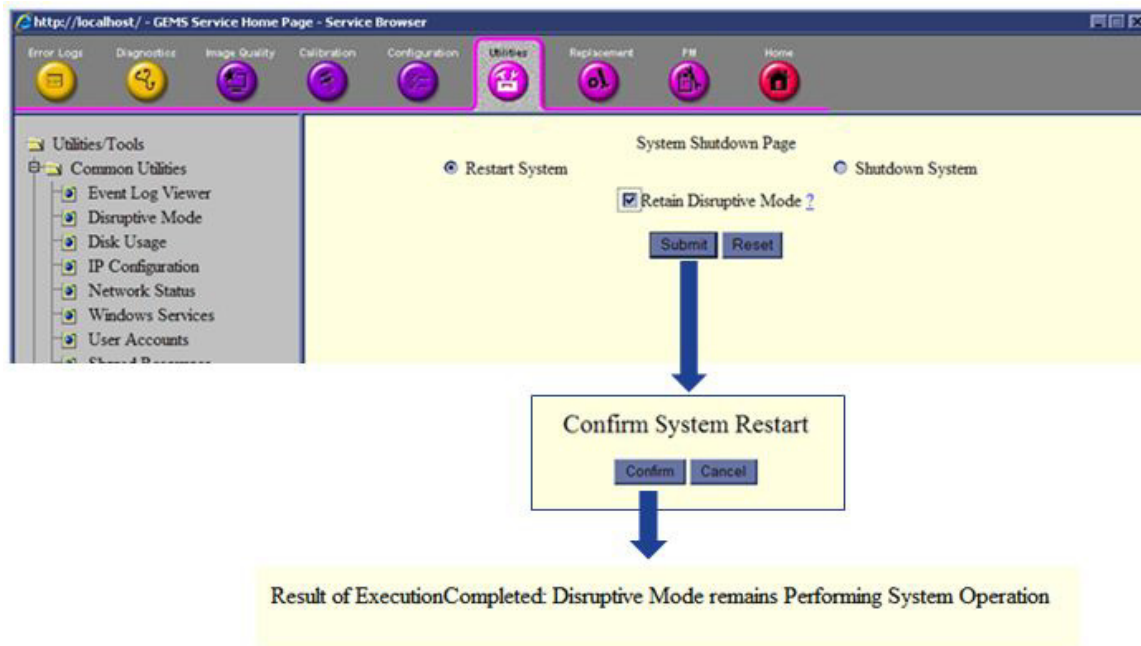 http://localhost/ - GEMS Service Home Page - Service Browser
Error Logs
Diagnostics
Image Quality
Calibration
Configuration
Utilities
Replacement
PM
Home
Utilities/Tools
Common Utilities
Event Log Viewer
Disruptive Mode
Disk Usage
IP Configuration
Network Status
Windows Services
User Accounts
System Shutdown Page
Restart System
Shutdown System
Retain Disruptive Mode ?
Submit
Reset
Confirm System Restart
Confirm
Cancel
Result of ExecutionCompleted: Disruptive Mode remains Performing System Operation